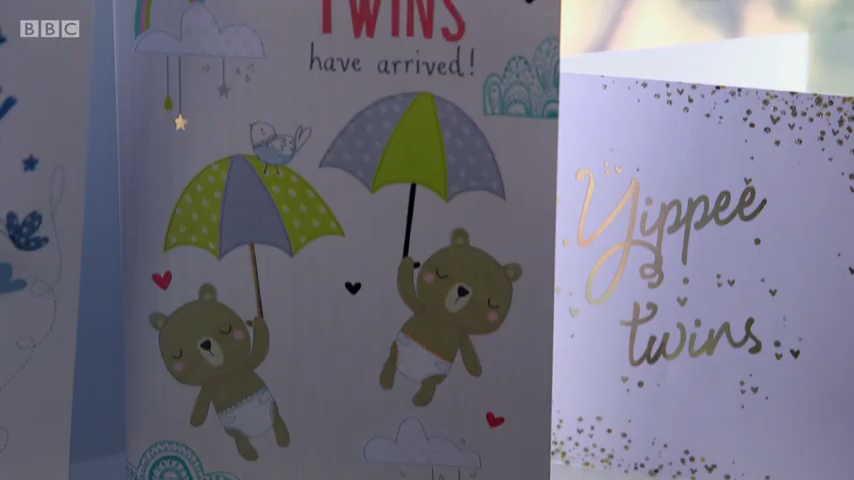 BBC
TWINS
have arrived!
Yippee
twins